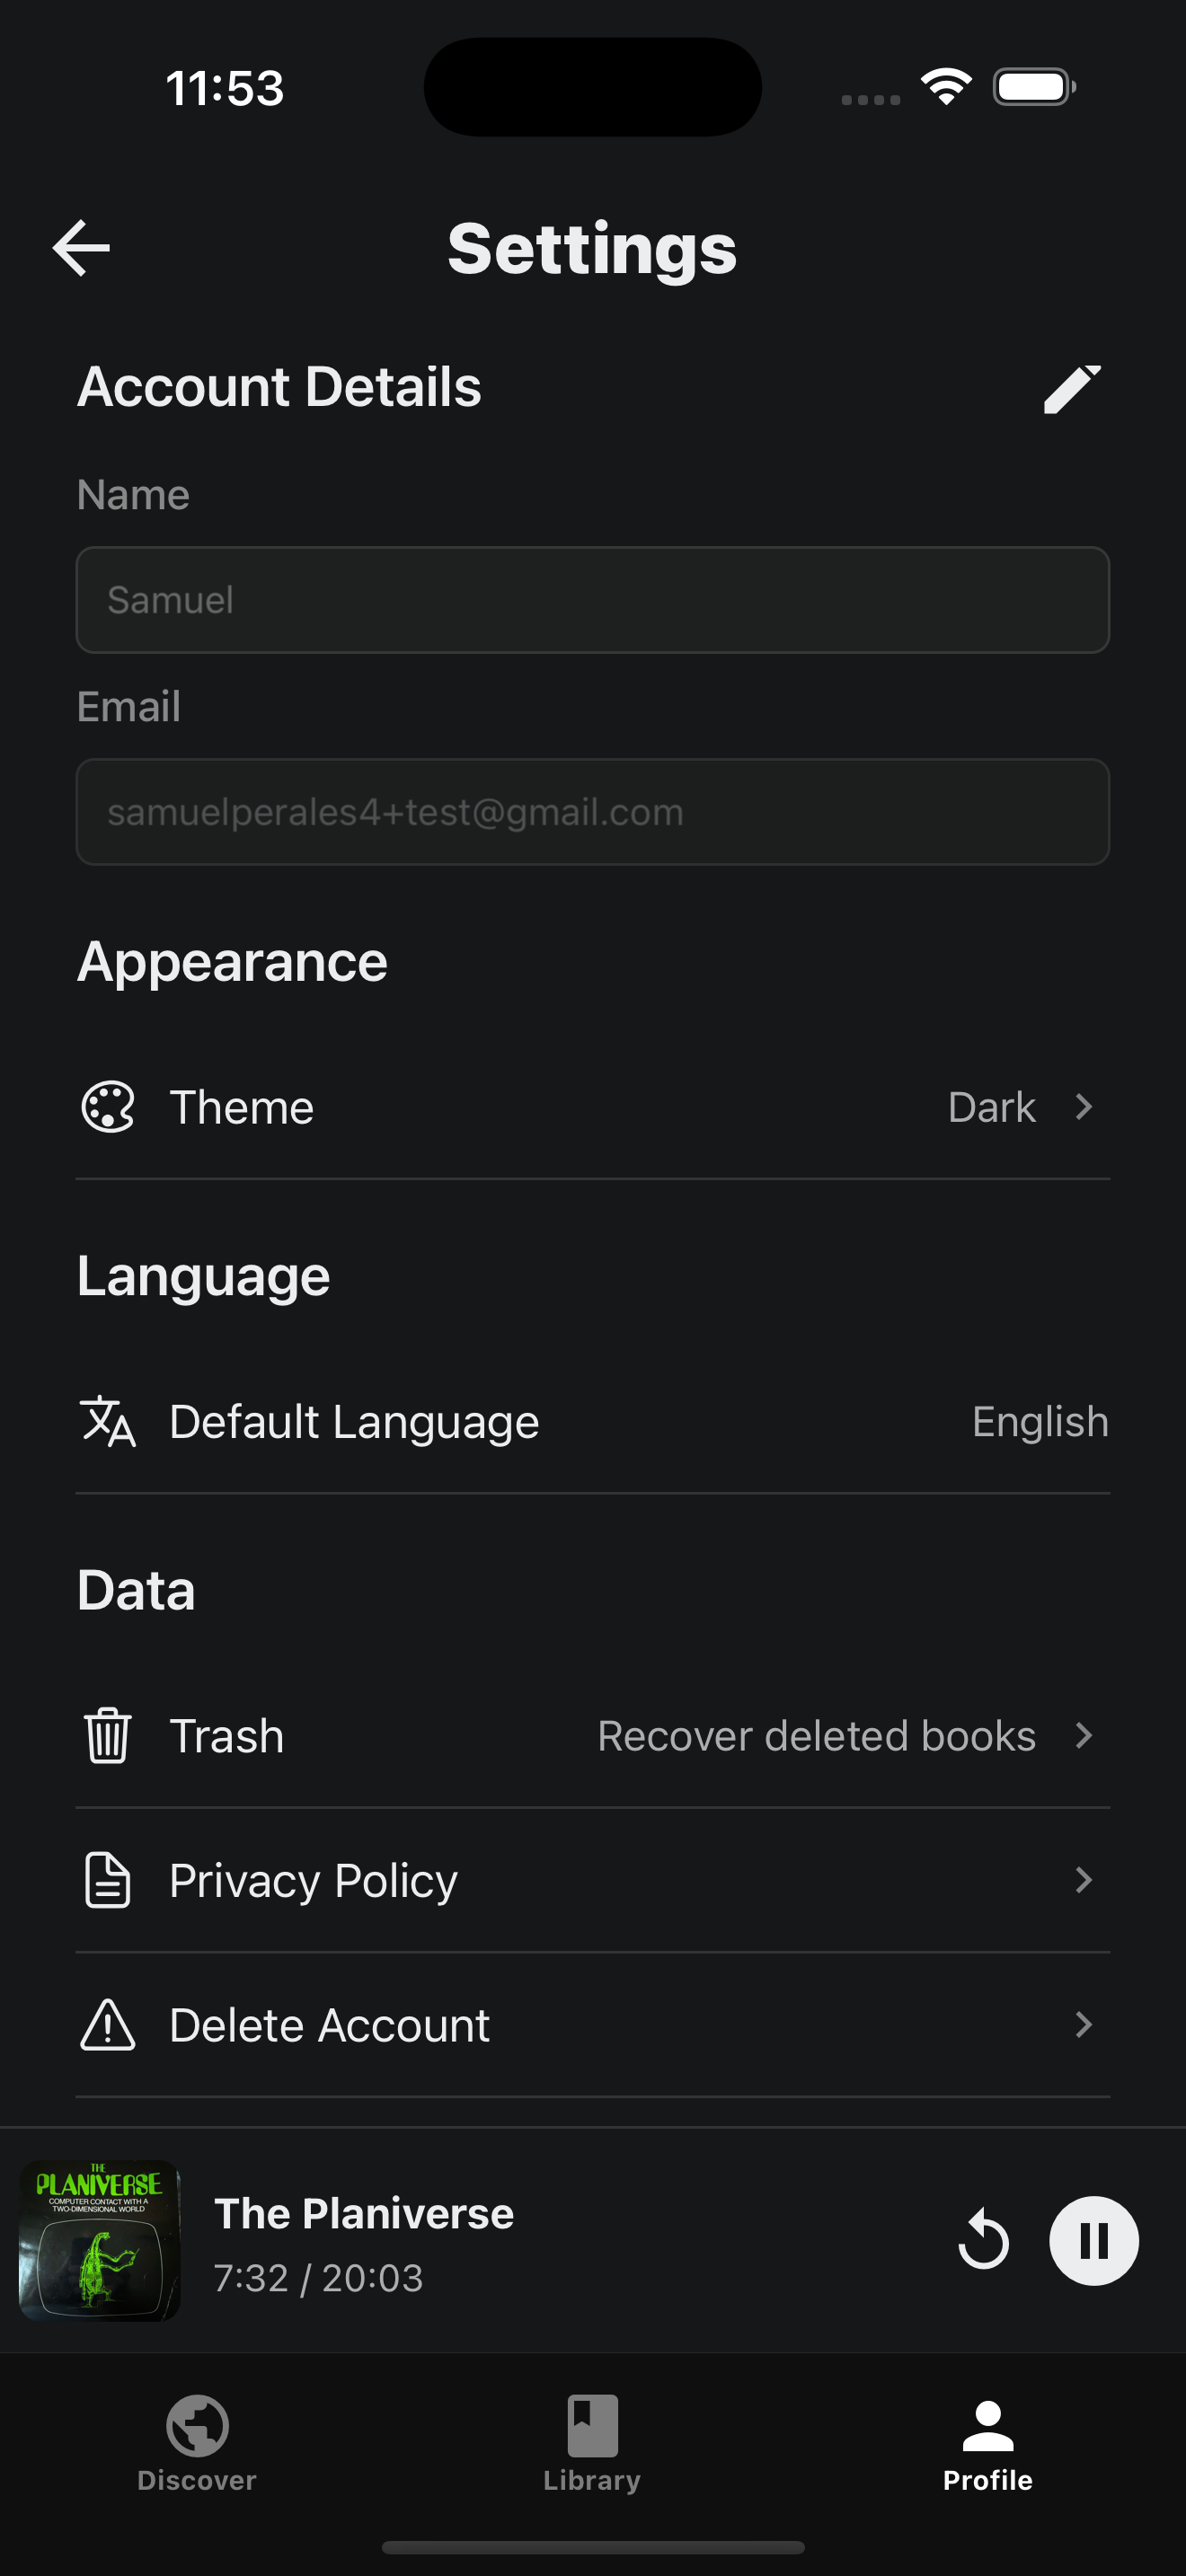 11:53
Settings
Account Details
Name
Samuel
Email
samuelperales4+test@gmail.com
Appearance
Theme Dark
Language
Default Language English
Data
Trash Recover deleted books
Privacy Policy
Delete Account
THE
PLANIVERSE
COMPUTER CONTACT WITH A
TWO-DIMENSIONAL WORLD
The Planiverse
7:32 / 20:03
Discover Library Profile